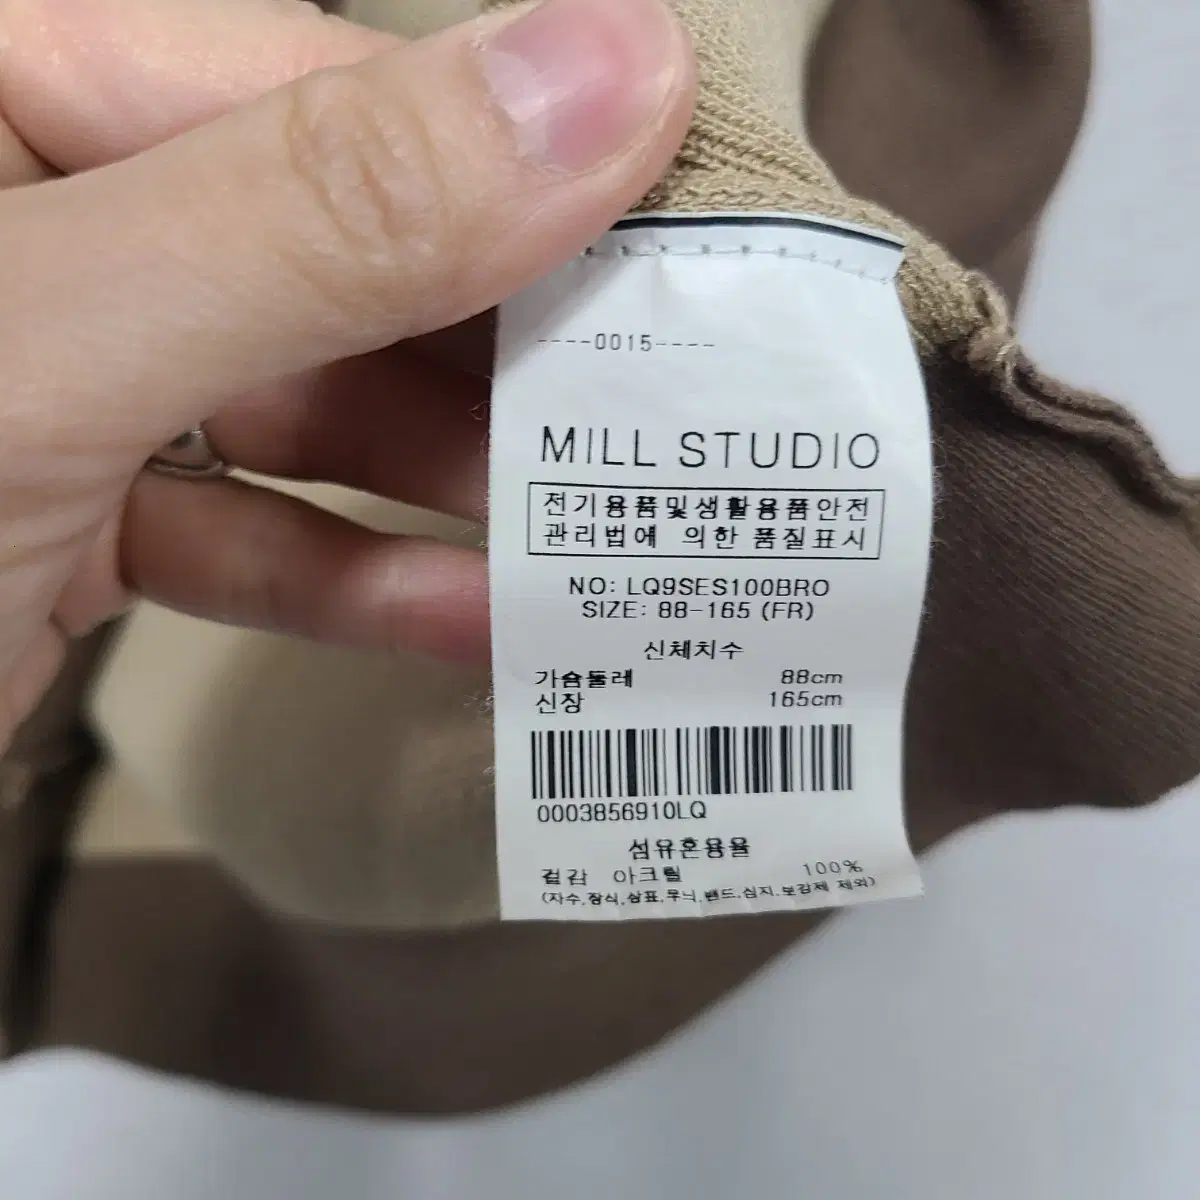 ----0015----
MILL STUDIO
전기용품및생활용품안전
관리법에 의한 품질표시
NO: LQ9SES100BRO
SIZE: 88-165 (FR)
신체치수
가슴둘레 88cm
신장 165cm
0003856910LQ
섬유혼용율
겉감 아크릴 100%
(자수,장식,상표,무늬,밴드,심지,보강제 제외)